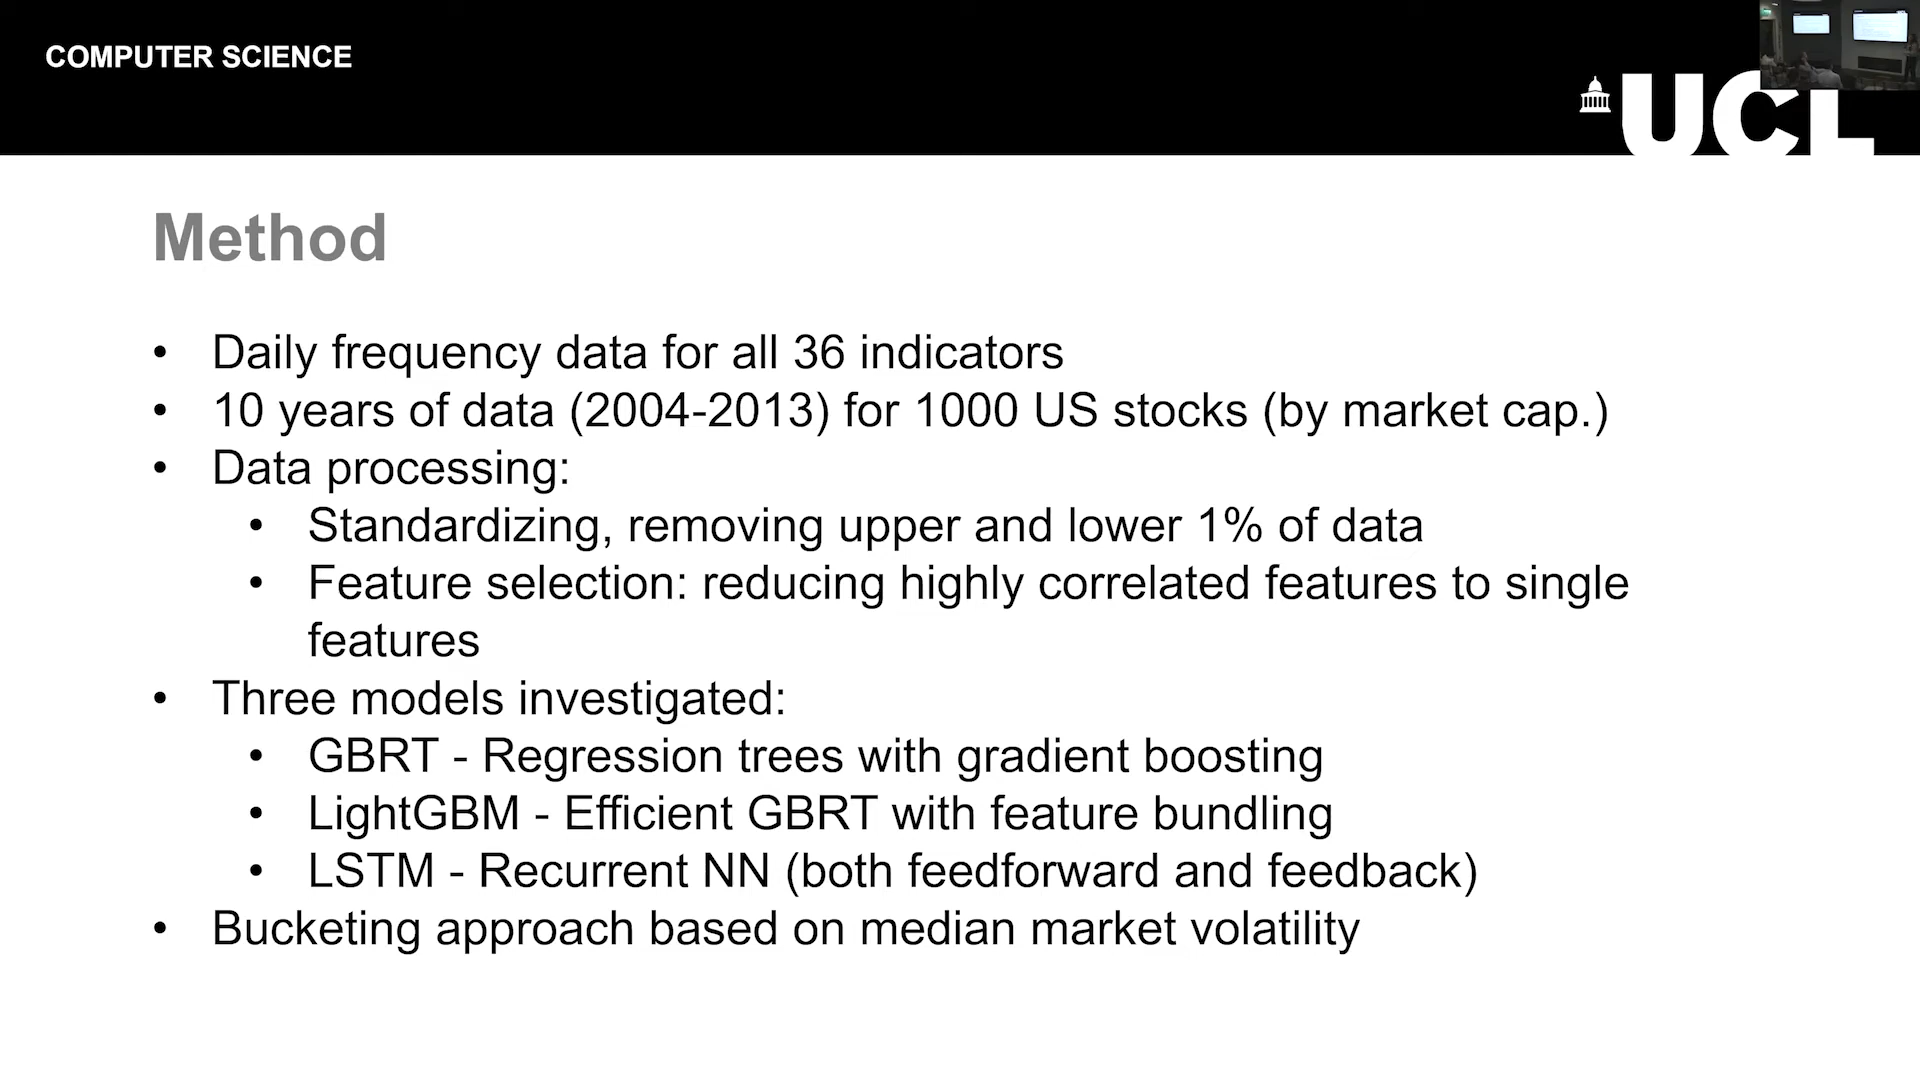 COMPUTER SCIENCE
UCL
Method
• Daily frequency data for all 36 indicators
• 10 years of data (2004-2013) for 1000 US stocks (by market cap.)
• Data processing:
• Standardizing, removing upper and lower 1% of data
• Feature selection: reducing highly correlated features to single
features
• Three models investigated:
• GBRT - Regression trees with gradient boosting
• LightGBM - Efficient GBRT with feature bundling
• LSTM - Recurrent NN (both feedforward and feedback)
• Bucketing approach based on median market volatility